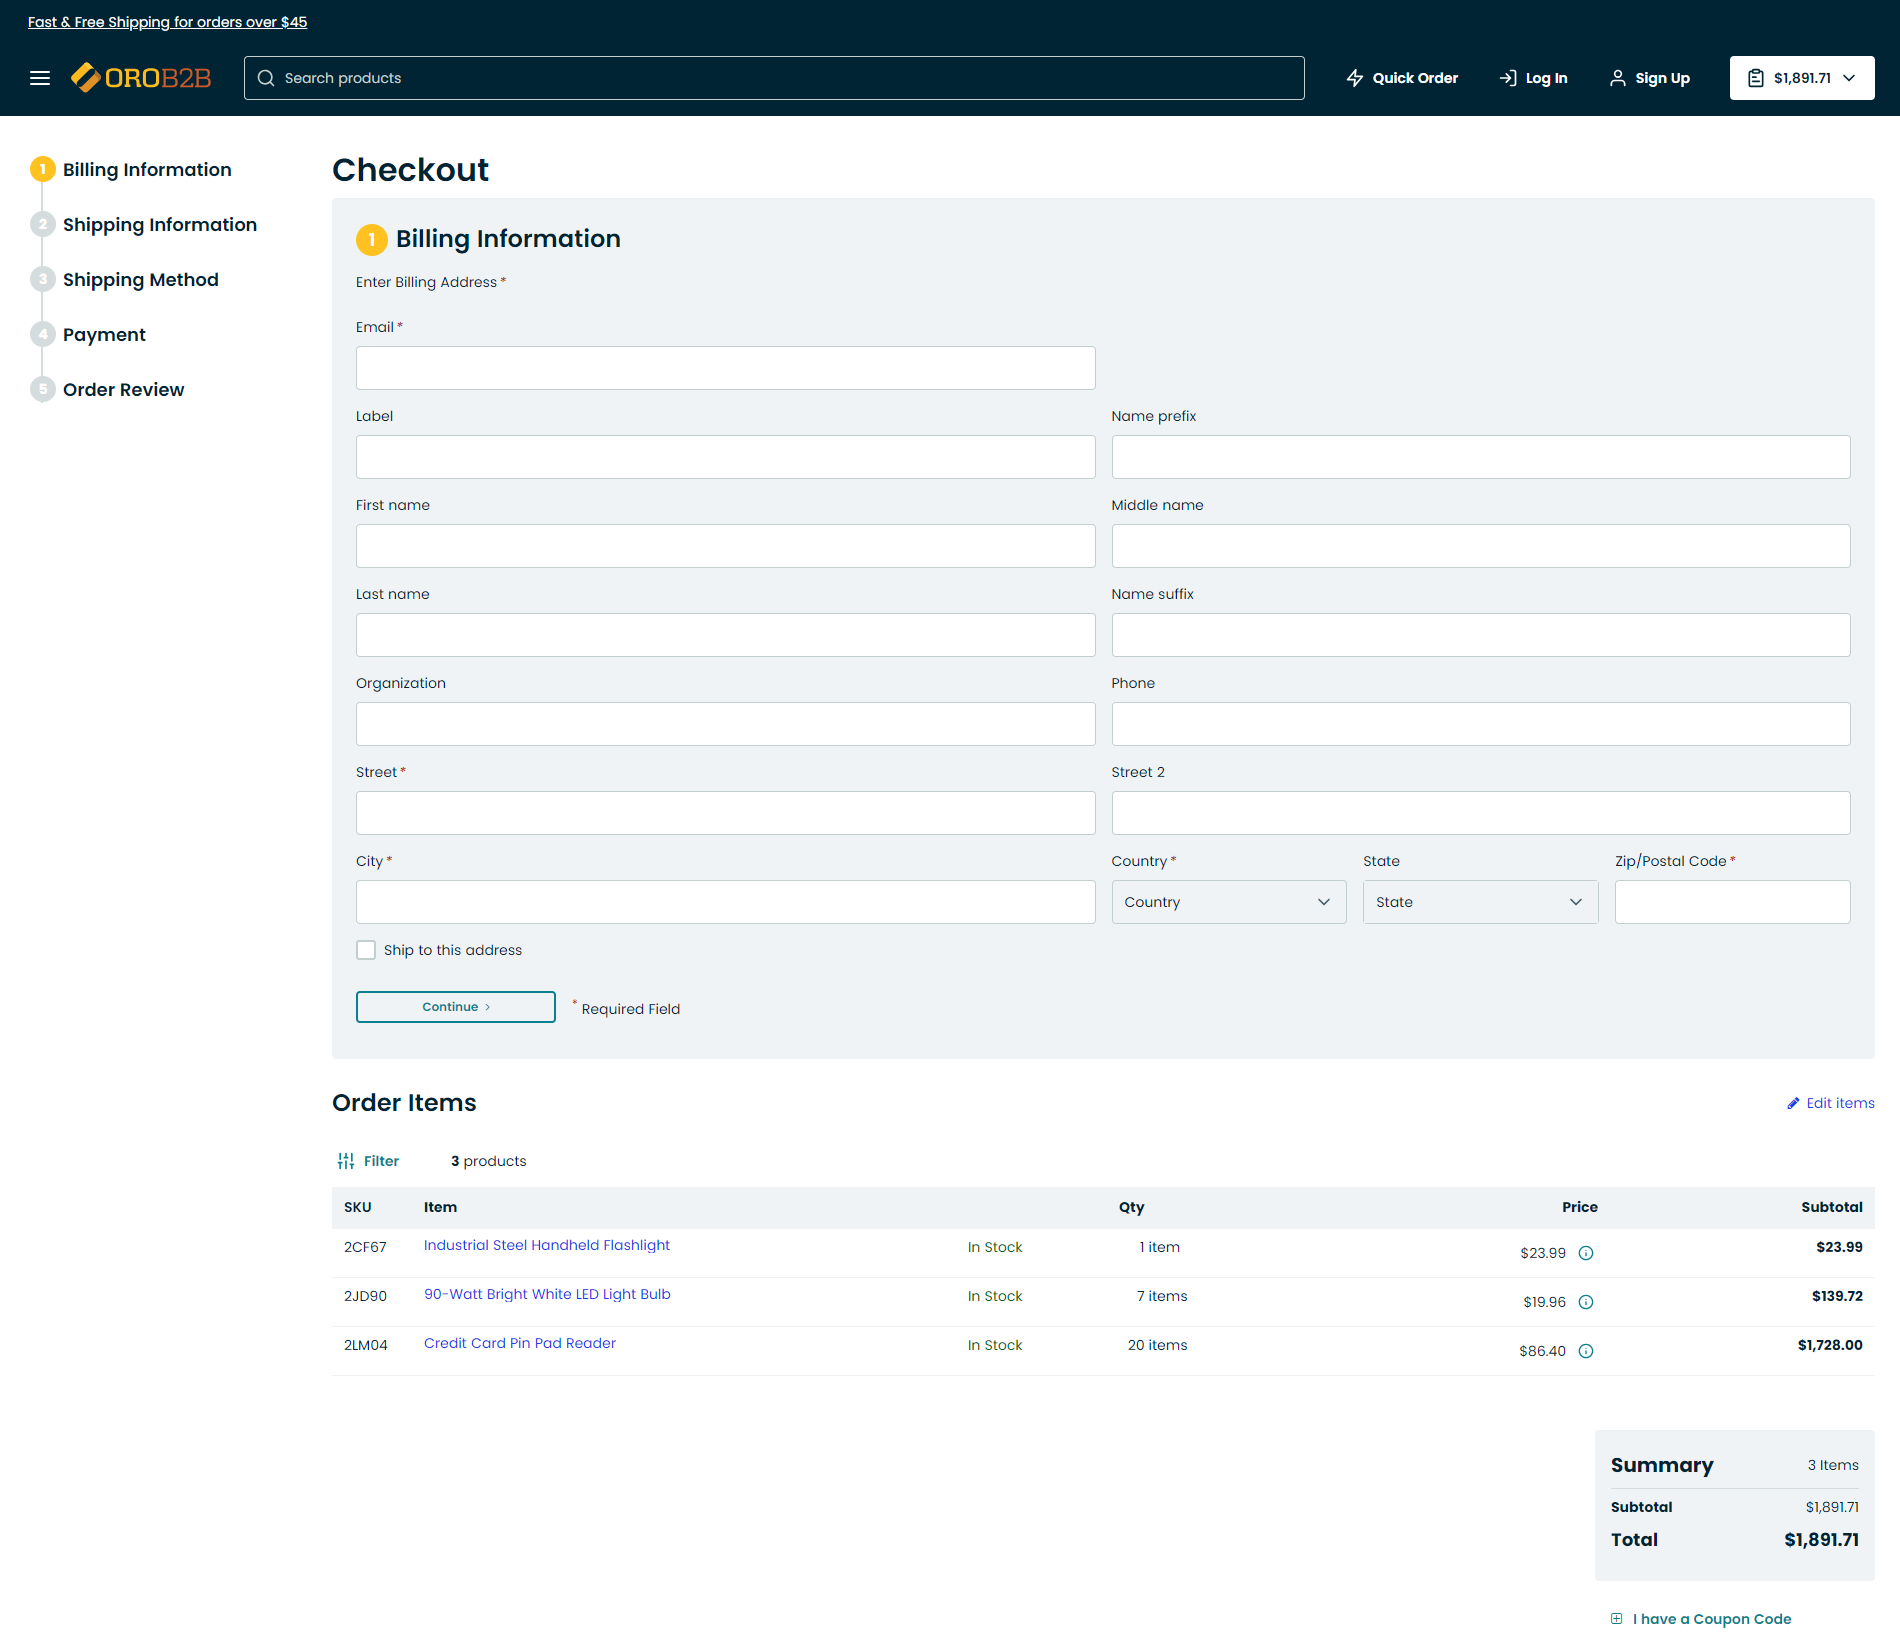 Fast & Free Shipping for orders over $45
OROB2B
Search products
Quick Order
Log In
Sign Up
$1,891.71
1 Billing Information
2 Shipping Information
3 Shipping Method
4 Payment
5 Order Review
Checkout
1 Billing Information
Enter Billing Address *
Email *
Label
Name prefix
First name
Middle name
Last name
Name suffix
Organization
Phone
Street *
Street 2
City *
Country *
State
Zip/Postal Code *
Country
State
Ship to this address
Continue >
* Required Field
Order Items
Edit items
Filter
3 products
SKU Item Qty Price Subtotal
2CF67 Industrial Steel Handheld Flashlight In Stock 1 item $23.99 $23.99
2JD90 90-Watt Bright White LED Light Bulb In Stock 7 items $19.96 $139.72
2LM04 Credit Card Pin Pad Reader In Stock 20 items $86.40 $1,728.00
Summary 3 Items
Subtotal $1,891.71
Total $1,891.71
I have a Coupon Code